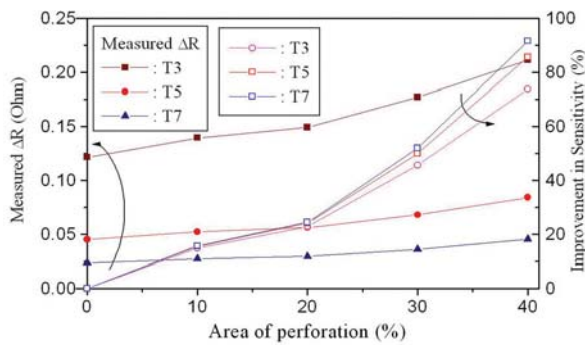 0.25
0.20
0.15
0.10
0.05
0.00
Measured ΔR (Ohm)
Measured ΔR
: T3
: T5
: T7
: T3
: T5
: T7
100
80
60
40
20
0
Improvement in Sensitivity (%)
0 10 20 30 40
Area of perforation (%)